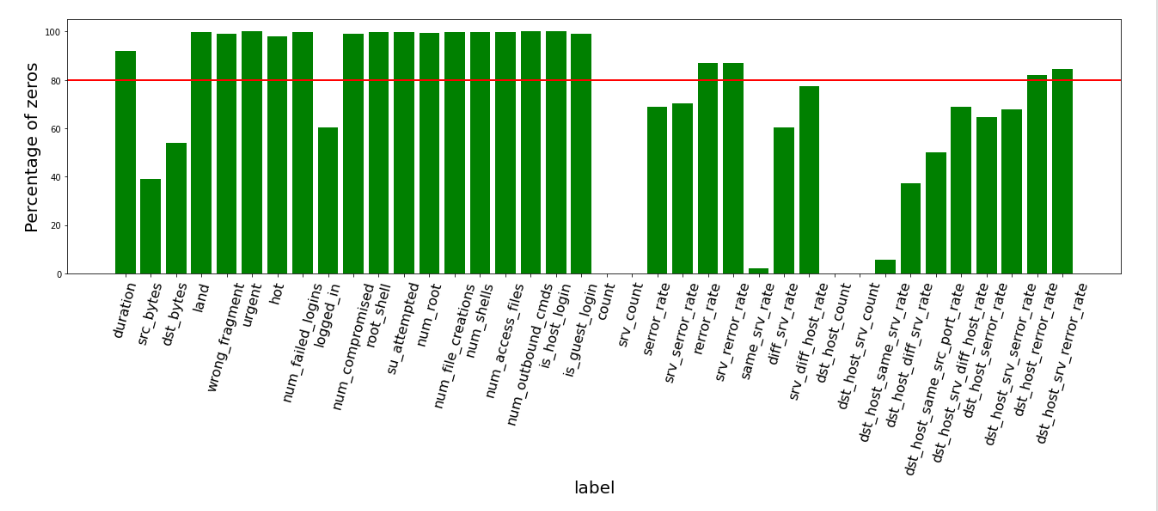 Percentage of zeros
100
80
60
40
20
0
duration
src_bytes
dst_bytes
land
wrong_fragment
urgent
hot
num_failed_logins
logged_in
num_compromised
root_shell
su_attempted
num_root
num_file_creations
num_shells
num_access_files
num_outbound_cmds
is_host_login
is_guest_login
count
srv_count
serror_rate
srv_serror_rate
rerror_rate
srv_rerror_rate
same_srv_rate
diff_srv_rate
srv_diff_host_rate
dst_host_count
dst_host_srv_count
dst_host_same_srv_rate
dst_host_diff_srv_rate
dst_host_same_src_port_rate
dst_host_srv_diff_host_rate
dst_host_serror_rate
dst_host_srv_serror_rate
dst_host_rerror_rate
dst_host_srv_rerror_rate
label